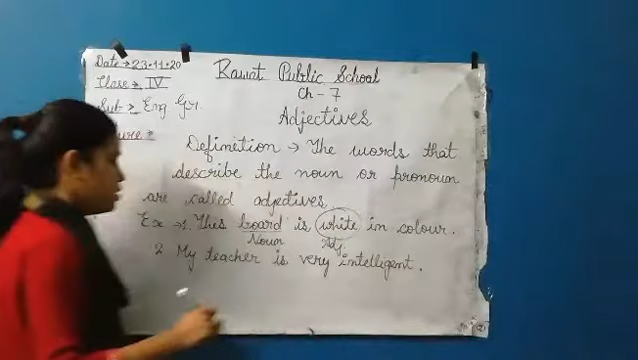 Date → 23.11.20
Rawat Public School
Class → IV
Ch - 7
Sub → Eng Gr.
Adjectives
Definition → The words that
describe the noun or pronoun
are called adjectives
Ex → 1. This board is white in colour.
Noun Adj.
2 My teacher is very intelligent.